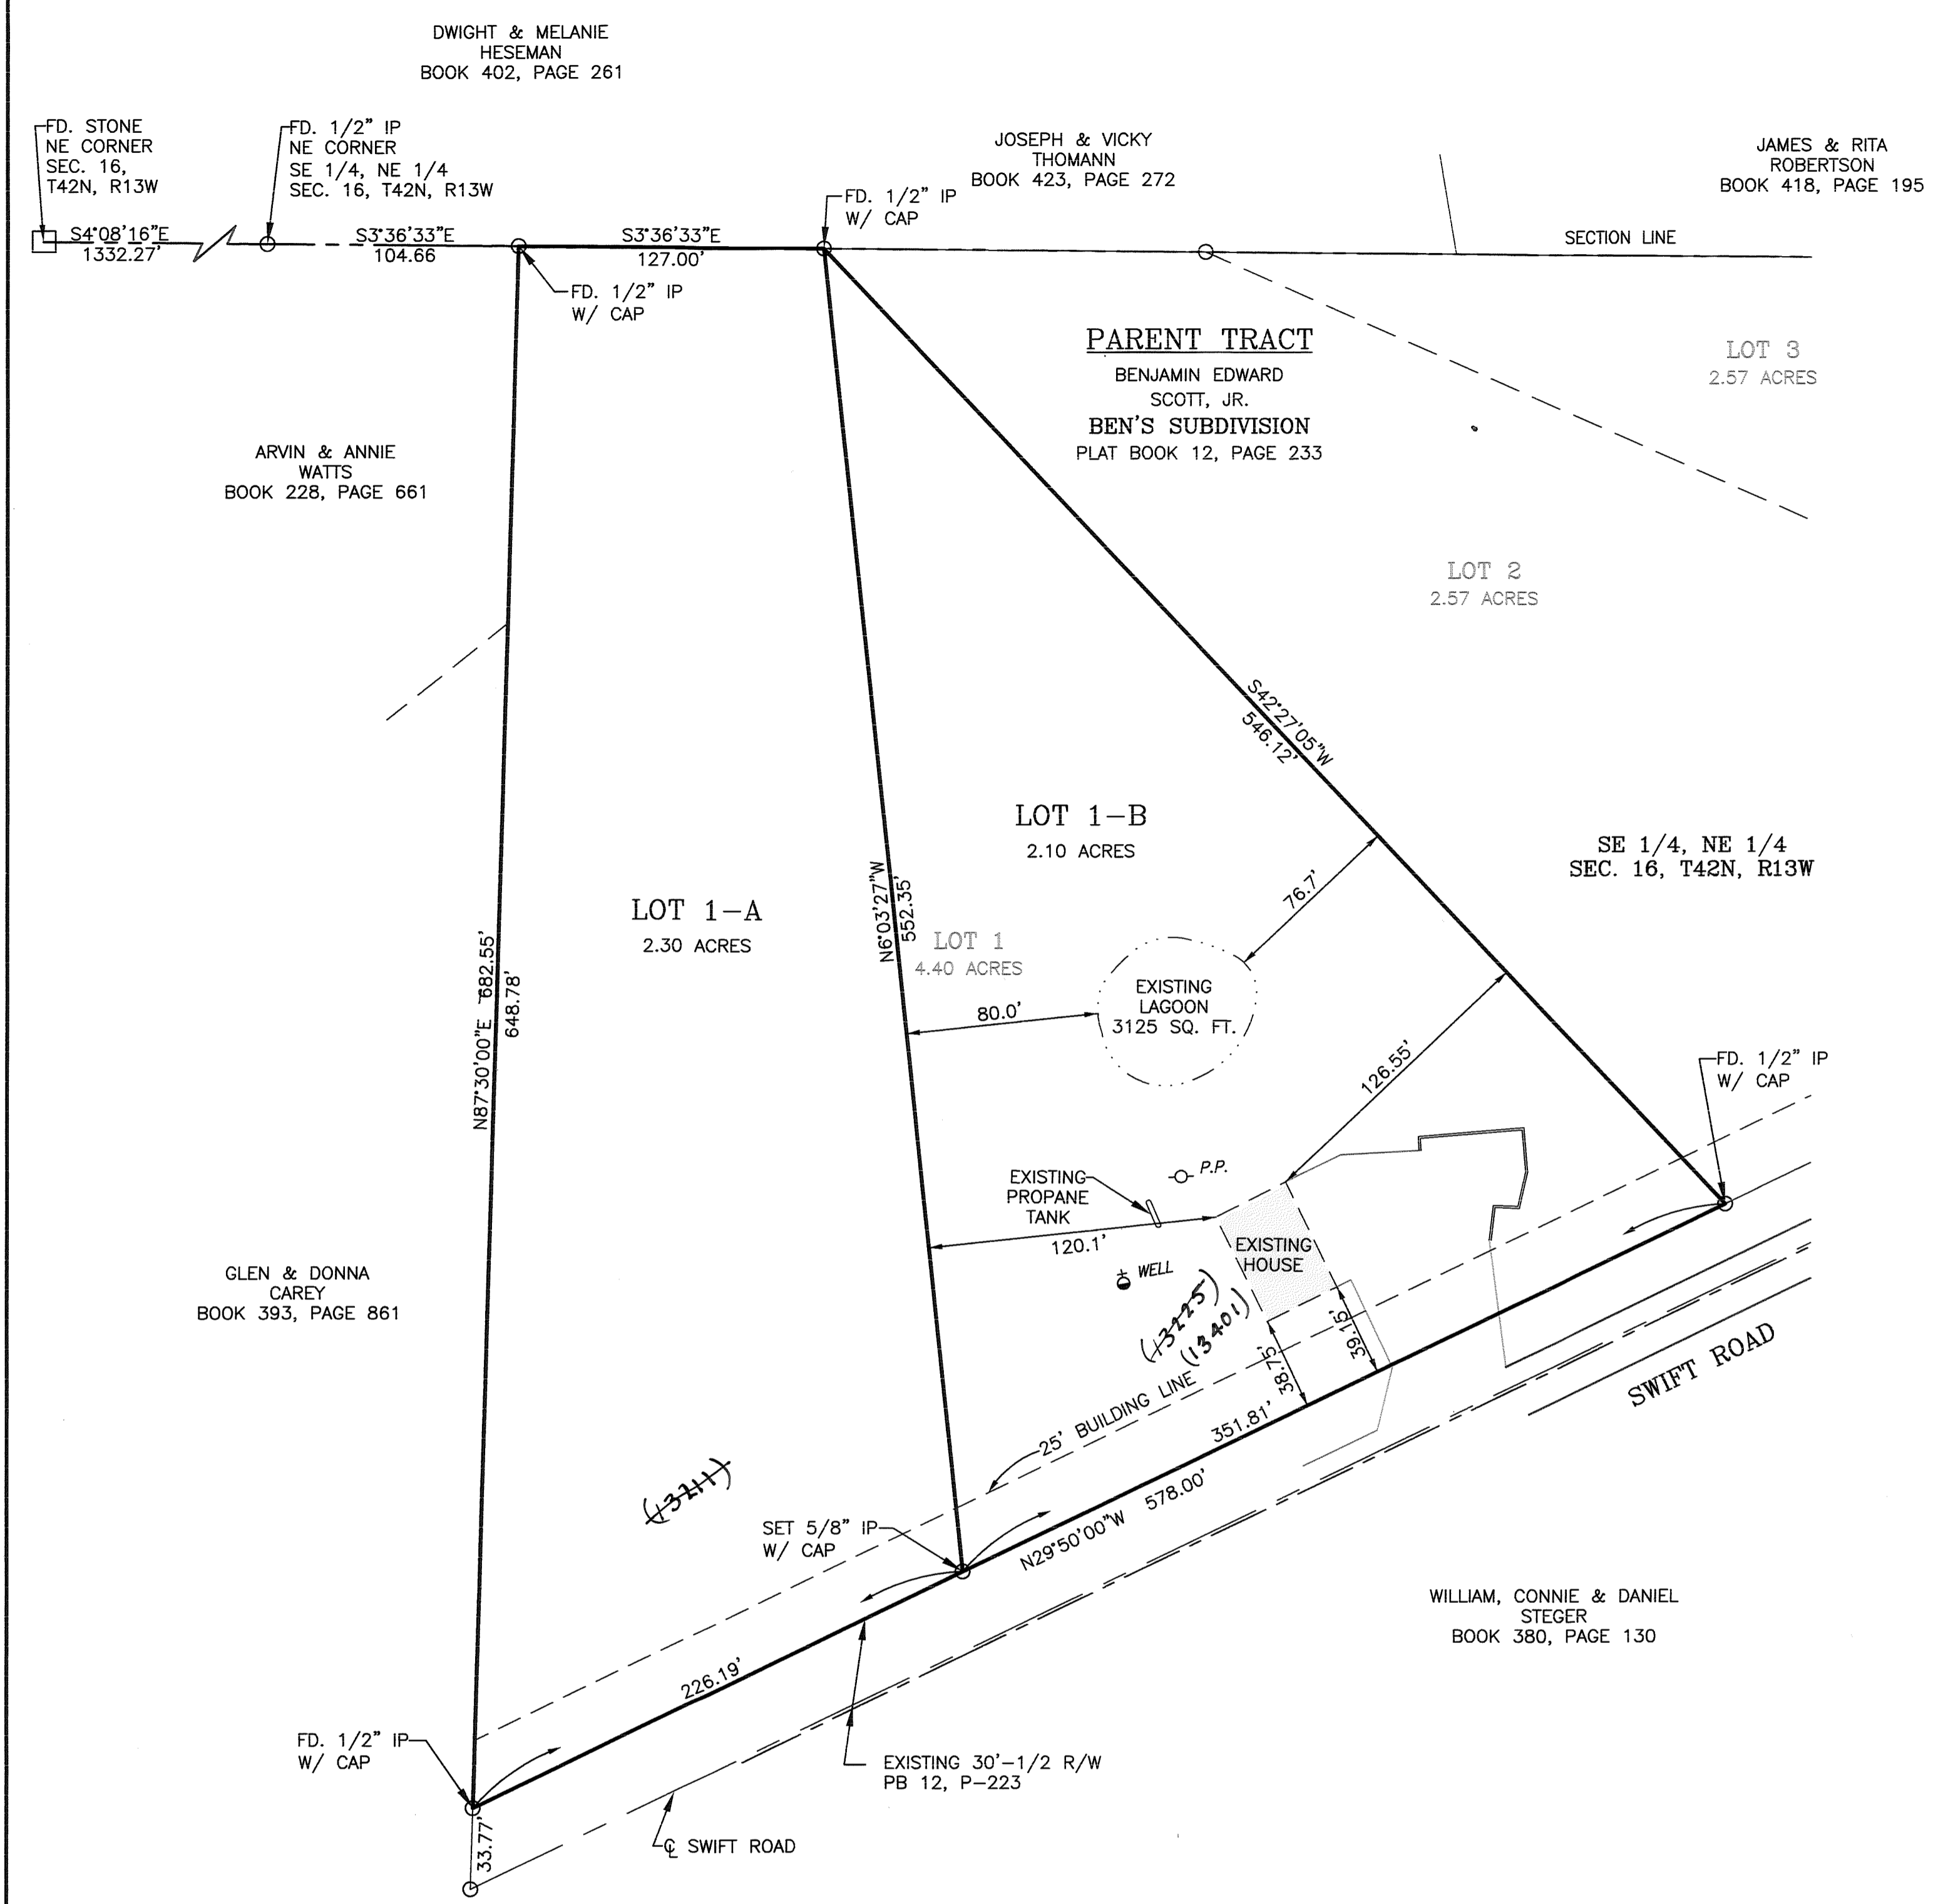 DWIGHT & MELANIE
HESEMAN
BOOK 402, PAGE 261
FD. STONE
NE CORNER
SEC. 16,
T42N, R13W
FD. 1/2" IP
NE CORNER
SE 1/4, NE 1/4
SEC. 16, T42N, R13W
JOSEPH & VICKY
THOMANN
BOOK 423, PAGE 272
JAMES & RITA
ROBERTSON
BOOK 418, PAGE 195
FD. 1/2" IP
W/ CAP
S4°08'16"E
1332.27'
S3°36'33"E
104.66
S3°36'33"E
127.00'
SECTION LINE
FD. 1/2" IP
W/ CAP
PARENT TRACT
BENJAMIN EDWARD
SCOTT, JR.
BEN'S SUBDIVISION
PLAT BOOK 12, PAGE 233
LOT 3
2.57 ACRES
ARVIN & ANNIE
WATTS
BOOK 228, PAGE 661
LOT 2
2.57 ACRES
S42°27'05"W
546.12'
LOT 1-B
2.10 ACRES
SE 1/4, NE 1/4
SEC. 16, T42N, R13W
76.7'
LOT 1-A
2.30 ACRES
N6°03'27"W
552.35'
LOT 1
4.40 ACRES
N87°30'00"E 682.55'
648.78'
EXISTING
LAGOON
3125 SQ. FT.
80.0'
126.55'
FD. 1/2" IP
W/ CAP
EXISTING
PROPANE
TANK
P.P.
120.1'
EXISTING
HOUSE
WELL
GLEN & DONNA
CAREY
BOOK 393, PAGE 861
(13225)
(13401)
38.75'
39.15'
SWIFT ROAD
25' BUILDING LINE
351.81'
(13211)
SET 5/8" IP
W/ CAP
N29°50'00"W 578.00'
WILLIAM, CONNIE & DANIEL
STEGER
BOOK 380, PAGE 130
226.19'
FD. 1/2" IP
W/ CAP
EXISTING 30'-1/2 R/W
PB 12, P-223
33.77'
℄ SWIFT ROAD